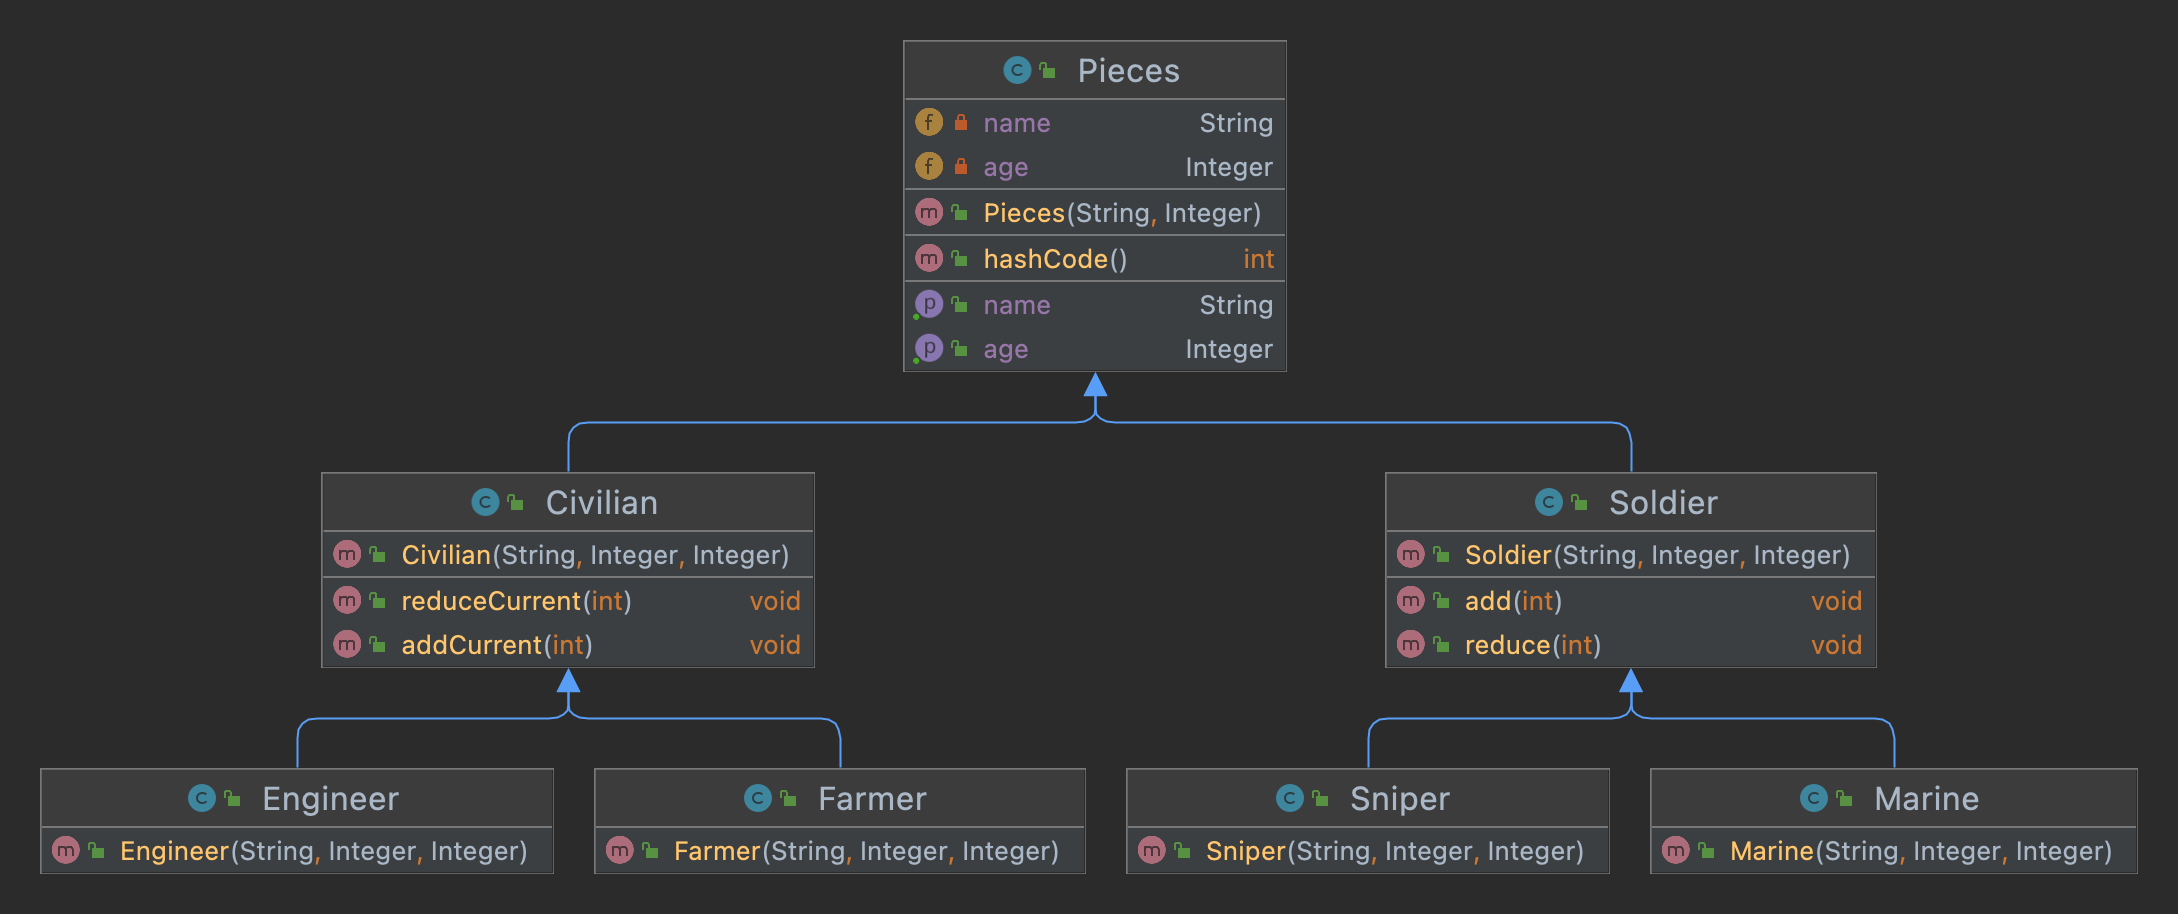 Pieces
name String
age Integer
Pieces(String, Integer)
hashCode() int
name String
age Integer
Civilian
Civilian(String, Integer, Integer)
reduceCurrent(int) void
addCurrent(int) void
Soldier
Soldier(String, Integer, Integer)
add(int) void
reduce(int) void
Engineer
Engineer(String, Integer, Integer)
Farmer
Farmer(String, Integer, Integer)
Sniper
Sniper(String, Integer, Integer)
Marine
Marine(String, Integer, Integer)